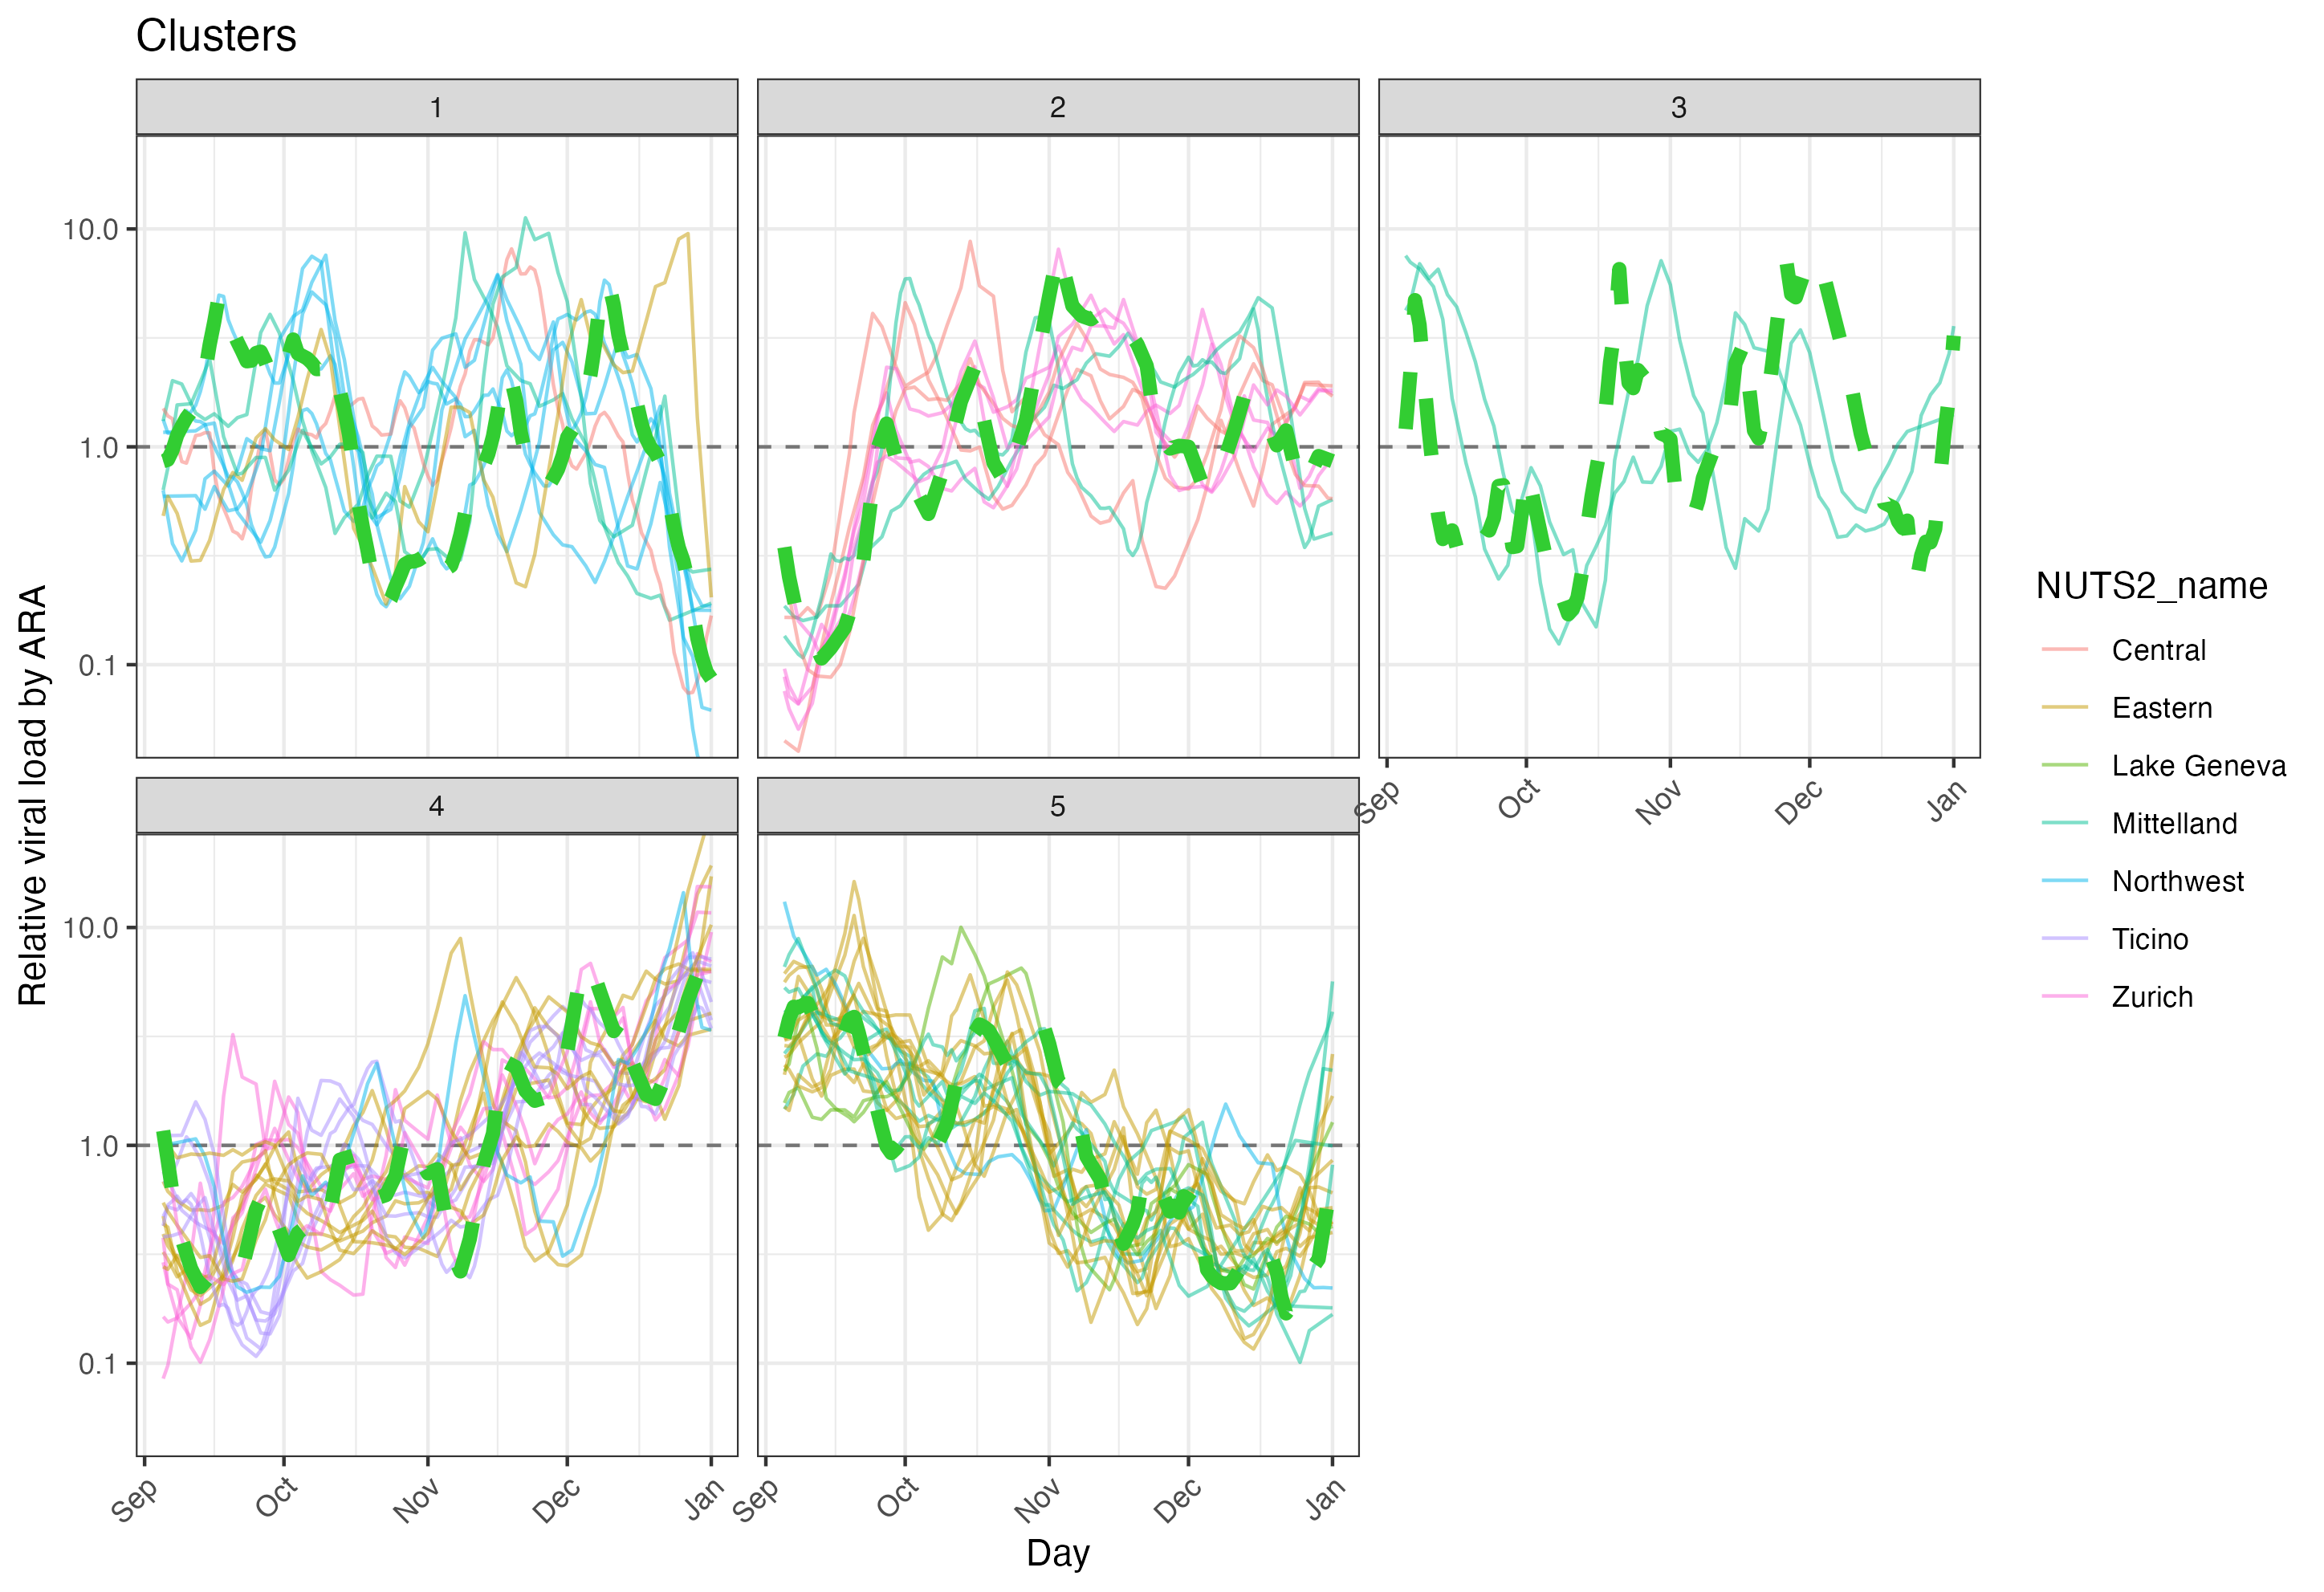 Clusters
1
2
3
10.0
1.0
0.1
Sep
Oct
Nov
Dec
Jan
4
5
10.0
1.0
0.1
Sep
Oct
Nov
Dec
Jan
Sep
Oct
Nov
Dec
Jan
Day
Relative viral load by ARA
NUTS2_name
Central
Eastern
Lake Geneva
Mittelland
Northwest
Ticino
Zurich